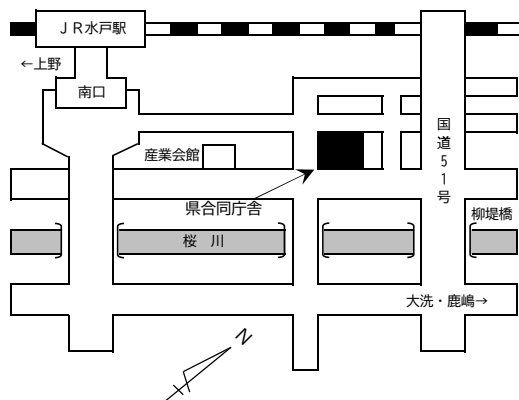 ＪＲ水戸駅
←上野
南口
国道51号
産業会館
県合同庁舎
柳堤橋
桜 川
大洗・鹿嶋→
N